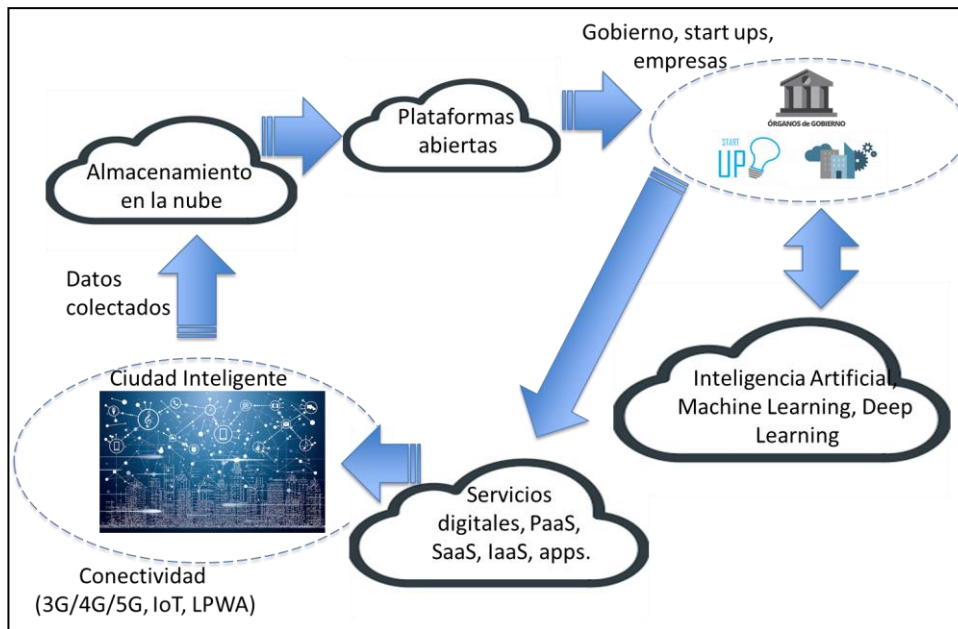 Gobierno, start ups,
empresas
ÓRGANOS de GOBIERNO
START
UP
Plataformas
abiertas
Almacenamiento
en la nube
Datos
colectados
Ciudad Inteligente
Inteligencia Artificial,
Machine Learning, Deep
Learning
Servicios
digitales, PaaS,
SaaS, IaaS, apps.
Conectividad
(3G/4G/5G, IoT, LPWA)